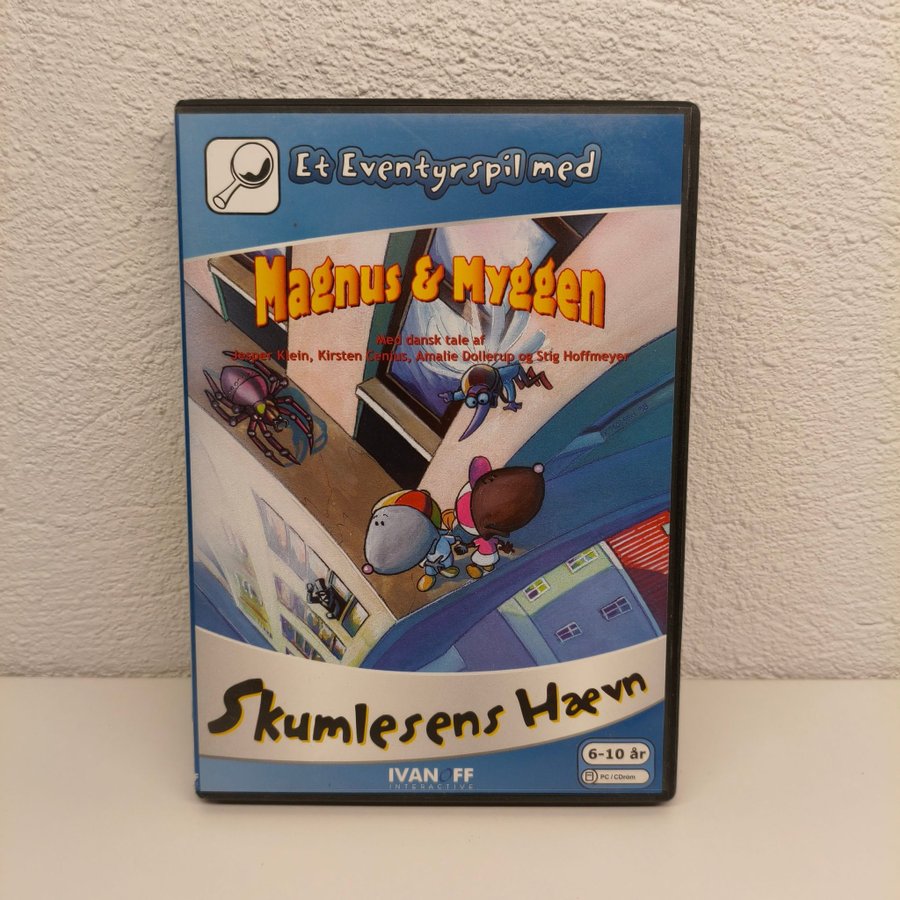 Et Eventyrspil med
Magnus & Myggen
Med dansk tale af
Jesper Klein, Kirsten Cenius, Amalie Dollerup og Stig Hoffmeyer
Skumlesens Hævn
6-10 år
PC / CDrom
IVANOFF
INTERACTIVE